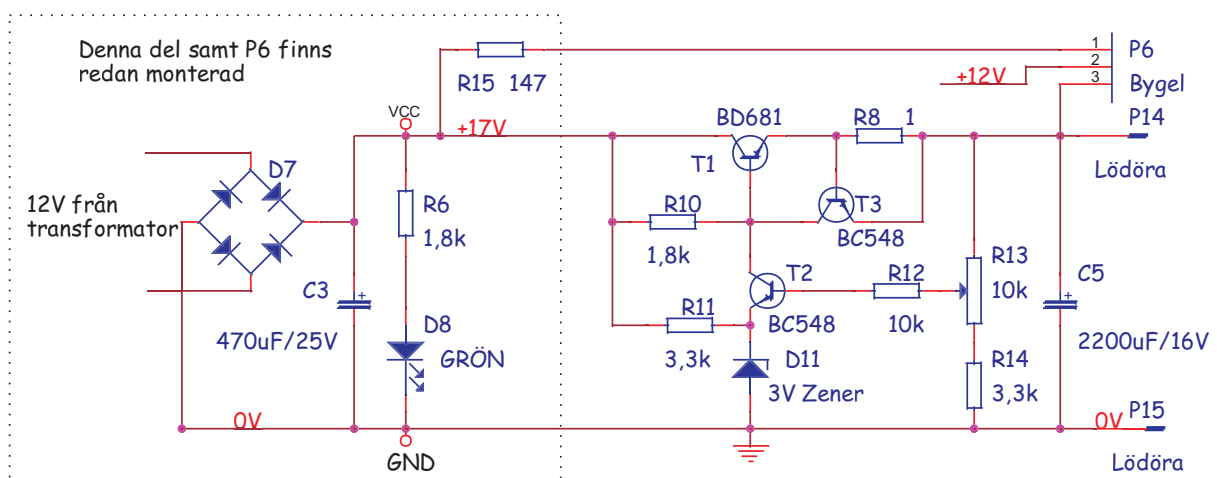 Denna del samt P6 finns
redan monterad
R15 147
1
2
3
P6
+12V
Bygel
VCC
+17V
BD681
R8 1
P14
T1
Lödöra
D7
12V från
transformator
R6
1,8k
R10
1,8k
T3
BC548
T2
BC548
R12
10k
R13
10k
C3
470uF/25V
D8
GRÖN
R11
3,3k
D11
3V Zener
C5
2200uF/16V
R14
3,3k
0V
GND
0V
P15
Lödöra